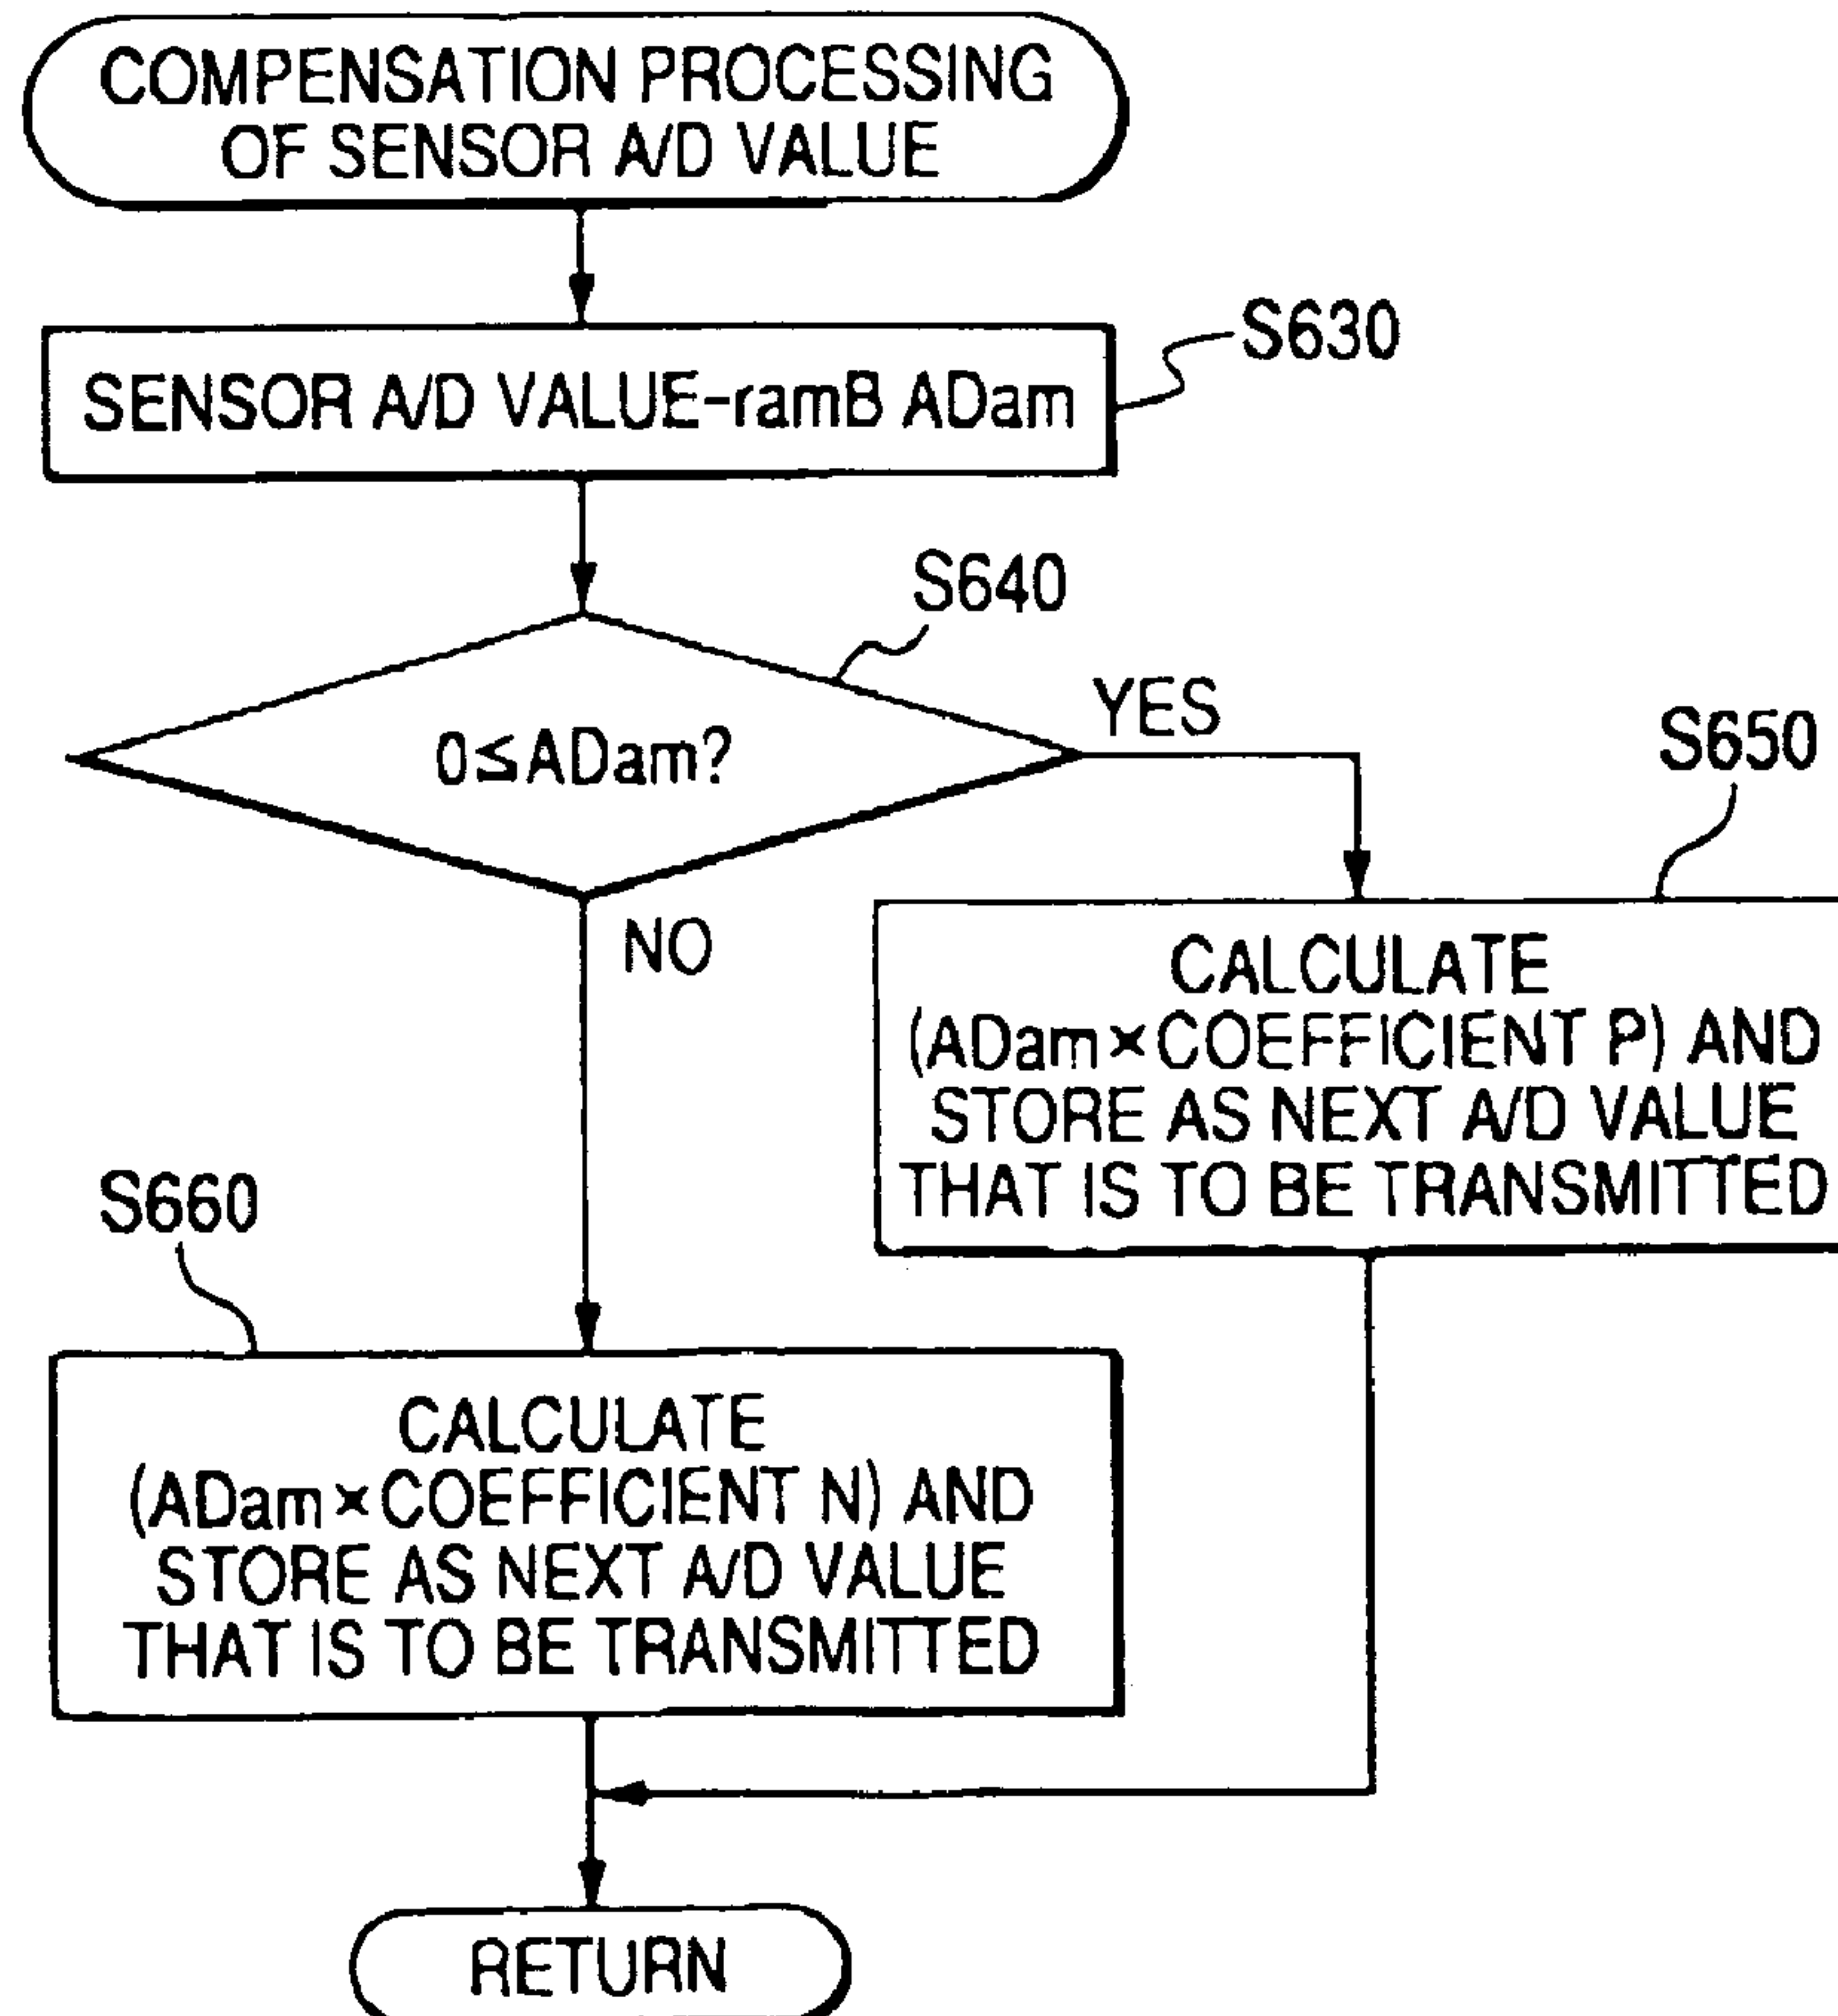 COMPENSATION PROCESSING
OF SENSOR A/D VALUE
S630
SENSOR A/D VALUE-ramB ADam
S640
0≤ADam?
YES
S650
NO
CALCULATE
(ADam×COEFFICIENT P) AND
STORE AS NEXT A/D VALUE
THAT IS TO BE TRANSMITTED
S660
CALCULATE
(ADam×COEFFICIENT N) AND
STORE AS NEXT A/D VALUE
THAT IS TO BE TRANSMITTED
RETURN